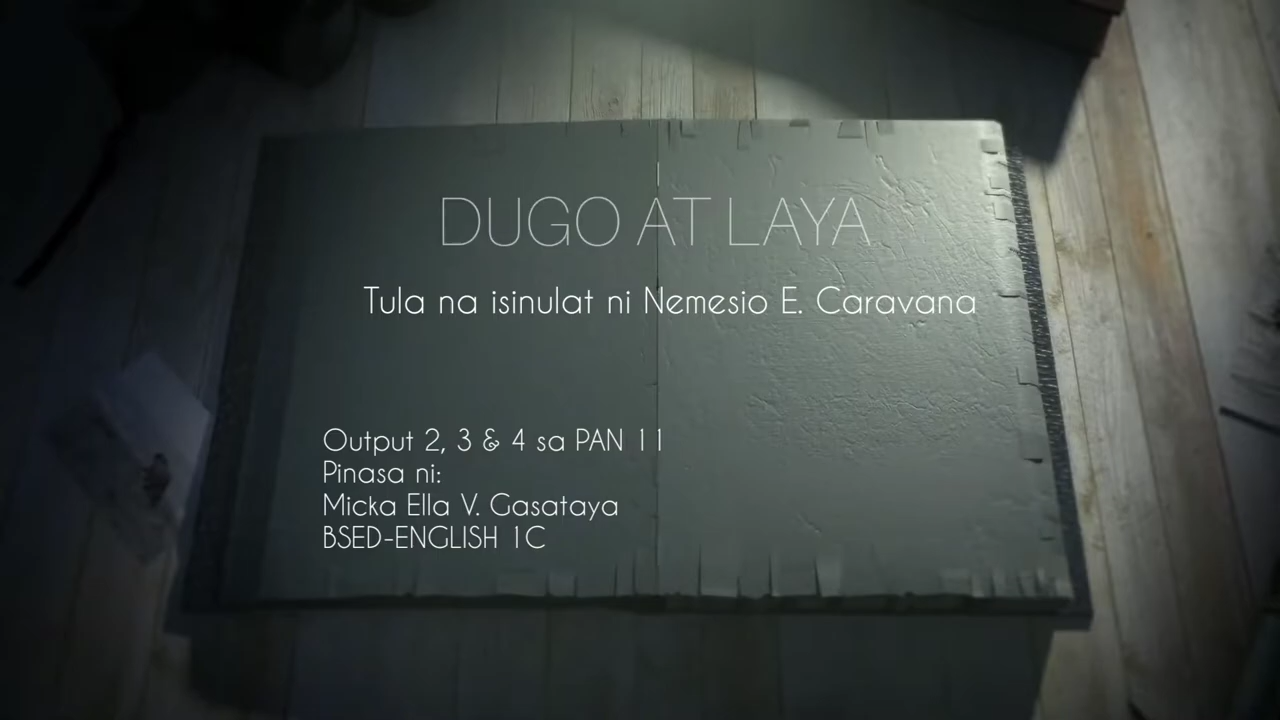 DUGO AT LAYA
Tula na isinulat ni Nemesio E. Caravana
Output 2, 3 & 4 sa PAN 11
Pinasa ni:
Micka Ella V. Gasataya
BSED-ENGLISH 1C